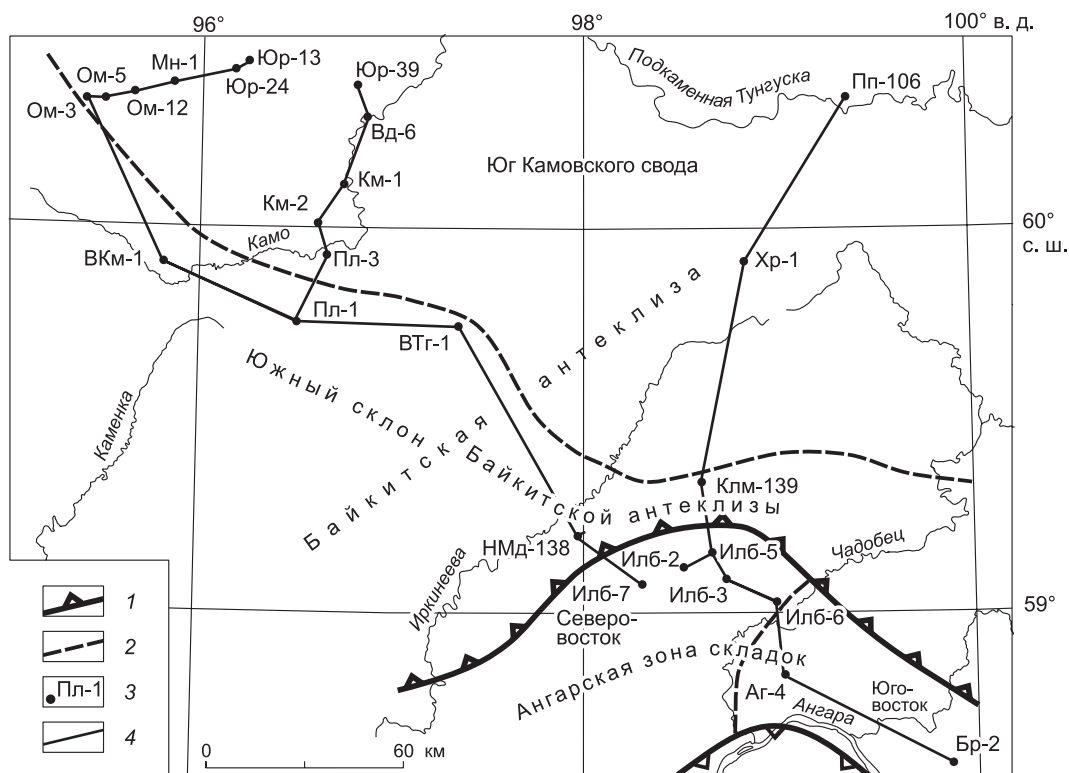 96°
98°
100° в. д.
Юр-13
Мн-1
Ом-5
Юр-24
Юр-39
Ом-12
Ом-3
Вд-6
Подкаменная Тунгуска
Пп-106
Юг Камовского свода
Км-1
Км-2
60°
с. ш.
Камо
ВКм-1
Пл-3
Хр-1
Пл-1
ВТг-1
Каменка
Южный склон
Байкитской антеклизы
Байкитская
антеклиза
Клм-139
НМд-138
Чадобец
Илб-2
Илб-5
Иркинеева
Илб-7
Илб-3
Илб-6
59°
Северо-
восток
Ангарская зона складок
Аг-4
Юго-
восток
Ангара
Бр-2
1
2
Пл-1
3
4
0
60
км